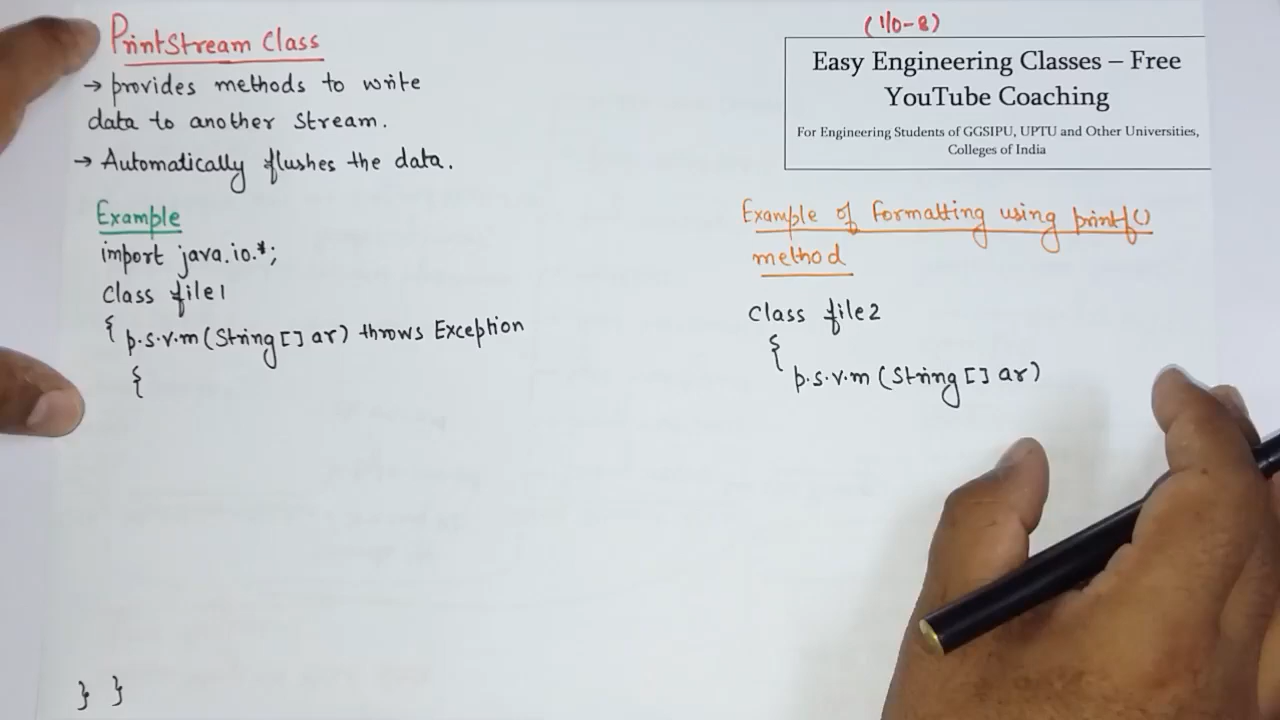 PrintStream Class
→ provides methods to write
data to another Stream.
→ Automatically flushes the data.
Example
import java.io.*;
Class file1
{ p.s.v.m (String [] ar) throws Exception
{
} }
(I/O-8)
Easy Engineering Classes – Free
YouTube Coaching
For Engineering Students of GGSIPU, UPTU and Other Universities,
Colleges of India
Example of Formatting using printf()
method
Class file2
{
p.s.v.m (String [] ar)